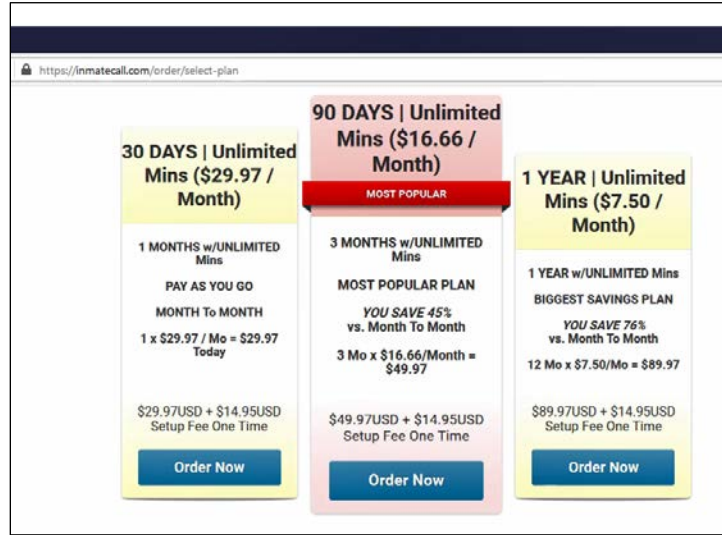 https://inmatecall.com/order/select-plan
30 DAYS | Unlimited
Mins ($29.97 /
Month)
1 MONTHS w/UNLIMITED
Mins
PAY AS YOU GO
MONTH To MONTH
1 x $29.97 / Mo = $29.97
Today
$29.97USD + $14.95USD
Setup Fee One Time
Order Now
90 DAYS | Unlimited
Mins ($16.66 /
Month)
MOST POPULAR
3 MONTHS w/UNLIMITED
Mins
MOST POPULAR PLAN
YOU SAVE 45%
vs. Month To Month
3 Mo x $16.66/Month =
$49.97
$49.97USD + $14.95USD
Setup Fee One Time
Order Now
1 YEAR | Unlimited
Mins ($7.50 /
Month)
1 YEAR w/UNLIMITED Mins
BIGGEST SAVINGS PLAN
YOU SAVE 76%
vs. Month To Month
12 Mo x $7.50/Mo = $89.97
$89.97USD + $14.95USD
Setup Fee One Time
Order Now